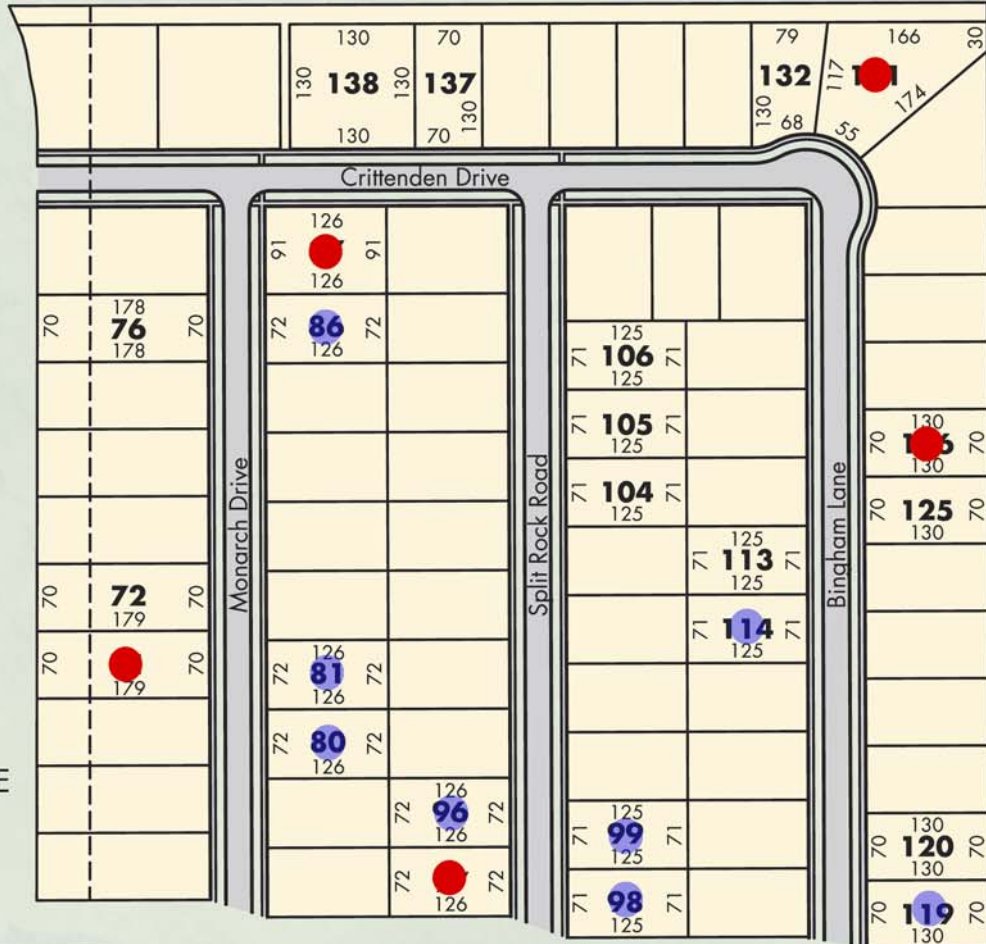 130 70 79 166 30
130 138 130 137 130 132 117 174
130 70 130 68 55
Crittenden Drive
126
91 91
126
178
70 76 70
178
72 86 72
126
125
71 106 71
125
71 105 71
125
130
70 70
130
70 125 70
130
71 104 71
125
Monarch Drive
Split Rock Road
Bingham Lane
125
71 113 71
125
70 72 70
179
71 114 71
125
70 70
179
126
72 81 72
126
72 80 72
126
126
72 96 72
126
125
71 99 71
125
130
70 120 70
130
72 72
126
71 98 71
125
70 119 70
130